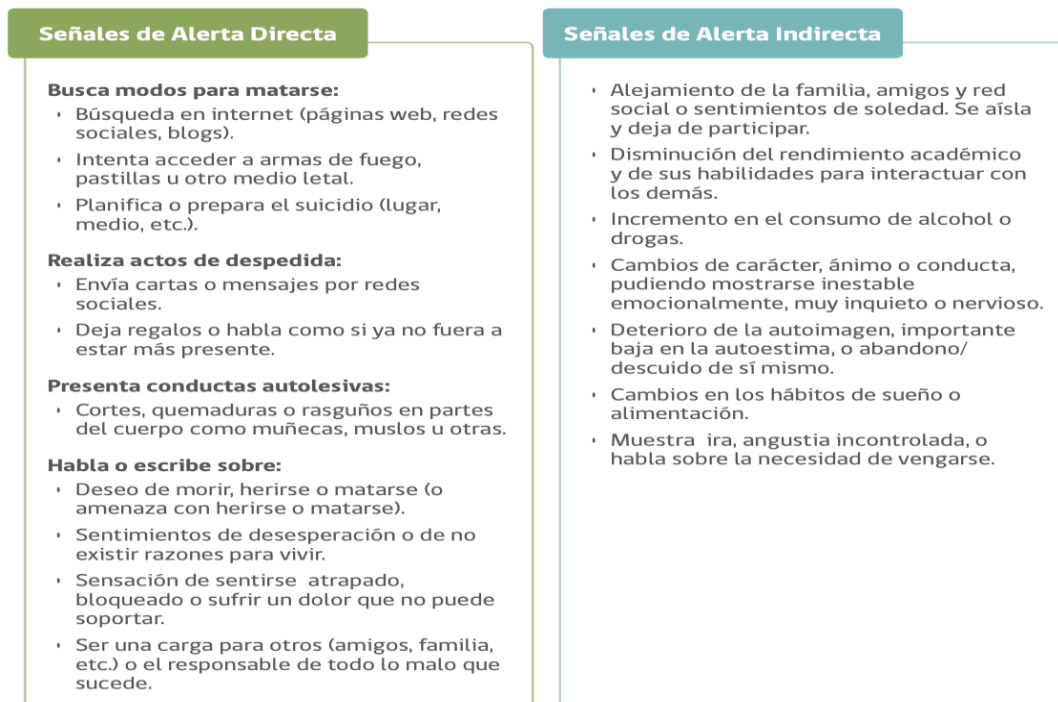 Señales de Alerta Directa
Busca modos para matarse:
· Búsqueda en internet (páginas web, redes
sociales, blogs).
· Intenta acceder a armas de fuego,
pastillas u otro medio letal.
· Planifica o prepara el suicidio (lugar,
medio, etc.).
Realiza actos de despedida:
· Envía cartas o mensajes por redes
sociales.
· Deja regalos o habla como si ya no fuera a
estar más presente.
Presenta conductas autolesivas:
· Cortes, quemaduras o rasguños en partes
del cuerpo como muñecas, muslos u otras.
Habla o escribe sobre:
· Deseo de morir, herirse o matarse (o
amenaza con herirse o matarse).
· Sentimientos de desesperación o de no
existir razones para vivir.
· Sensación de sentirse atrapado,
bloqueado o sufrir un dolor que no puede
soportar.
· Ser una carga para otros (amigos, familia,
etc.) o el responsable de todo lo malo que
sucede.
Señales de Alerta Indirecta
· Alejamiento de la familia, amigos y red
social o sentimientos de soledad. Se aísla
y deja de participar.
· Disminución del rendimiento académico
y de sus habilidades para interactuar con
los demás.
· Incremento en el consumo de alcohol o
drogas.
· Cambios de carácter, ánimo o conducta,
pudiendo mostrarse inestable
emocionalmente, muy inquieto o nervioso.
· Deterioro de la autoimagen, importante
baja en la autoestima, o abandono/
descuido de sí mismo.
· Cambios en los hábitos de sueño o
alimentación.
· Muestra ira, angustia incontrolada, o
habla sobre la necesidad de vengarse.